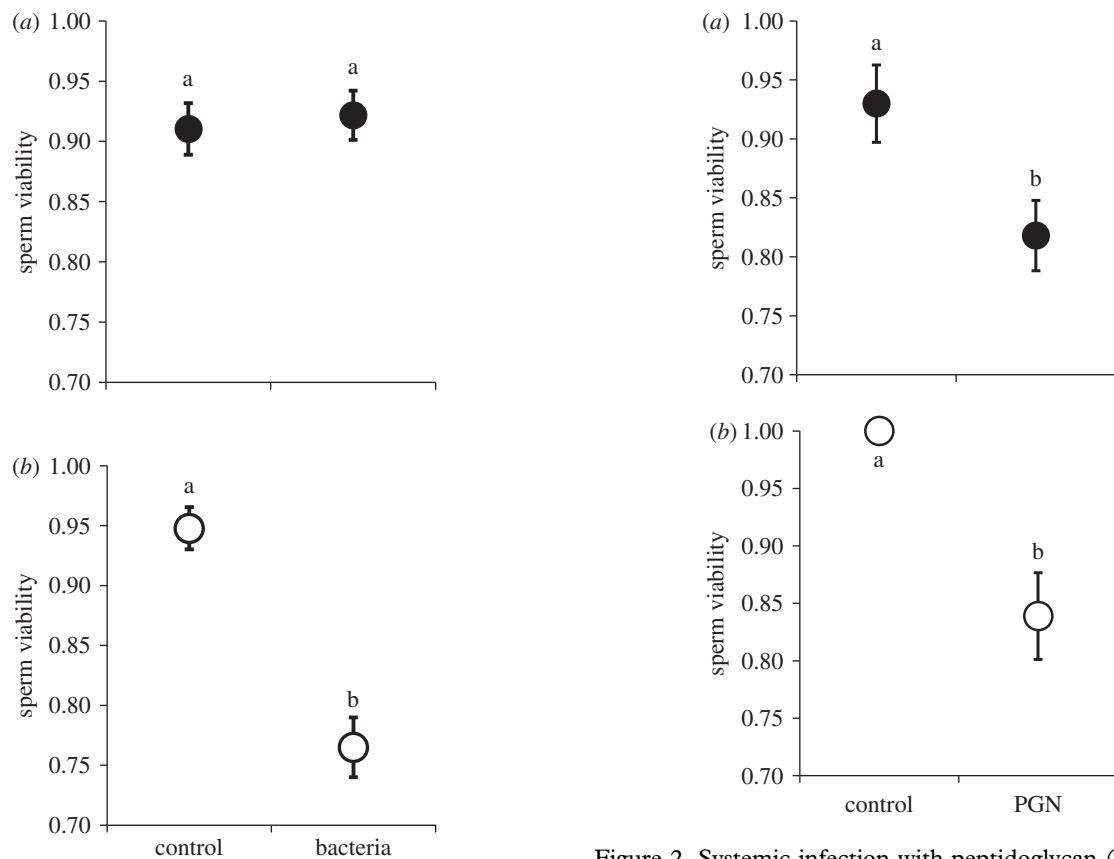 (a) 1.00
0.95
0.90
0.85
0.80
0.75
0.70
sperm viability
a
a
(b) 1.00
0.95
0.90
0.85
0.80
0.75
0.70
sperm viability
a
b
control bacteria
(a) 1.00
0.95
0.90
0.85
0.80
0.75
0.70
sperm viability
a
b
(b) 1.00
0.95
0.90
0.85
0.80
0.75
0.70
sperm viability
a
b
control PGN
Figure 2. Systemic infection with peptidoglycan (